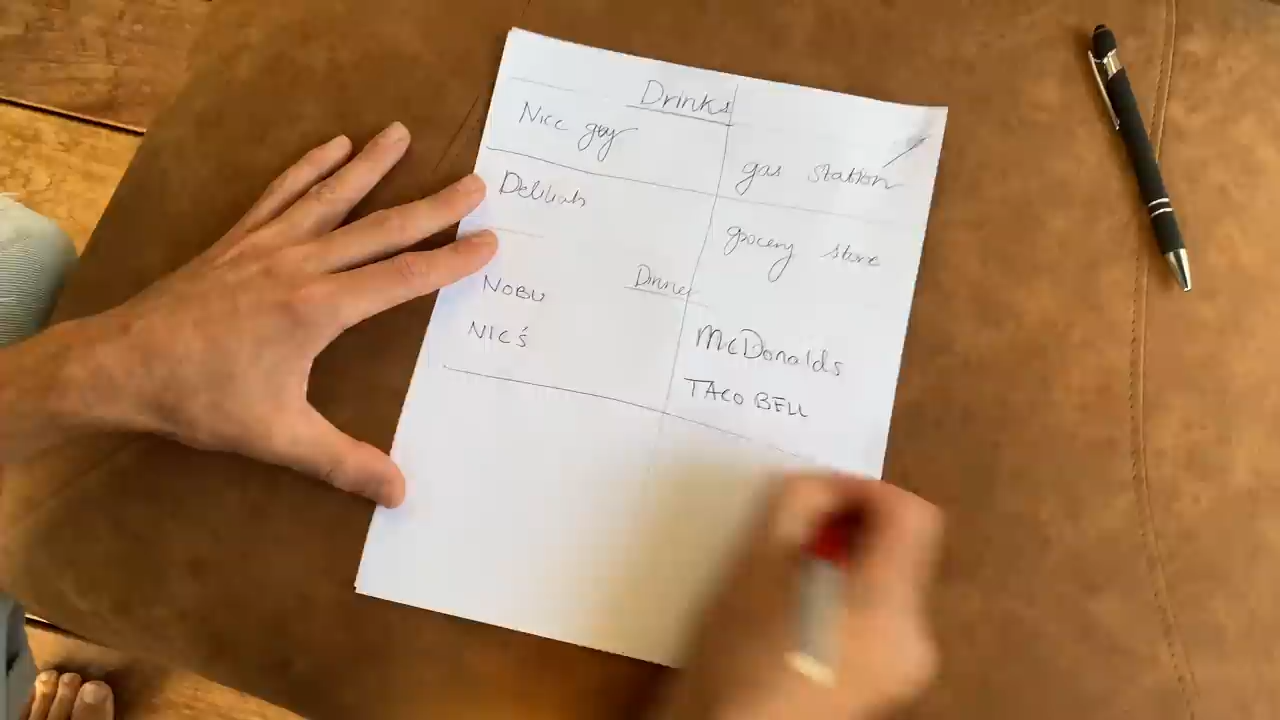 Drinks
Nice guy
gas station
Delilah
grocery store
Dinner
NOBU
McDonalds
NIC's
TACO BELL